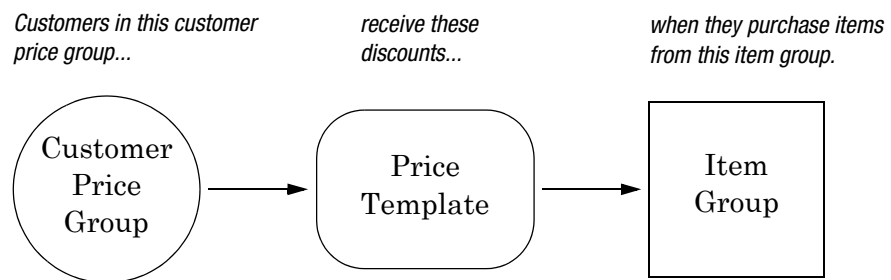 Customers in this customer
price group...
receive these
discounts...
when they purchase items
from this item group.
Customer
Price
Group
Price
Template
Item
Group